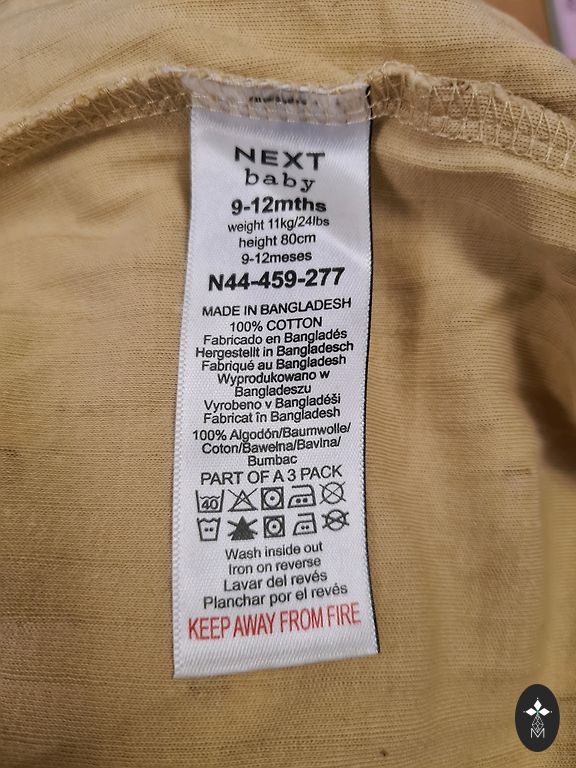 NEXT
baby
9-12mths
weight 11kg/24lbs
height 80cm
9-12meses
N44-459-277
MADE IN BANGLADESH
100% COTTON
Fabricado en Bangladés
Hergestellt in Bangladesch
Fabriqué au Bangladesh
Wyprodukowano w
Bangladeszu
Vyrobeno v Bangladéši
Fabricat în Bangladesh
100% Algodón/Baumwolle/
Coton/Bawełna/Bavlna/
Bumbac
PART OF A 3 PACK
40
Wash inside out
Iron on reverse
Lavar del revés
Planchar por el revés
KEEP AWAY FROM FIRE
M